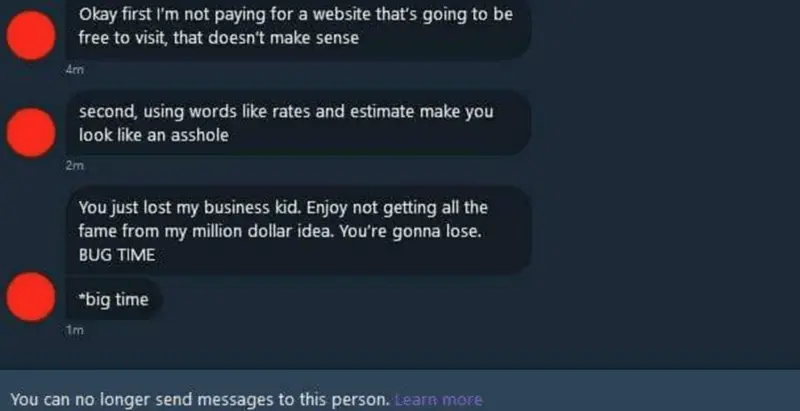 Okay first I'm not paying for a website that's going to be
free to visit, that doesn't make sense
4m
second, using words like rates and estimate make you
look like an asshole
2m
You just lost my business kid. Enjoy not getting all the
fame from my million dollar idea. You're gonna lose.
BUG TIME
*big time
1m
You can no longer send messages to this person. Learn more